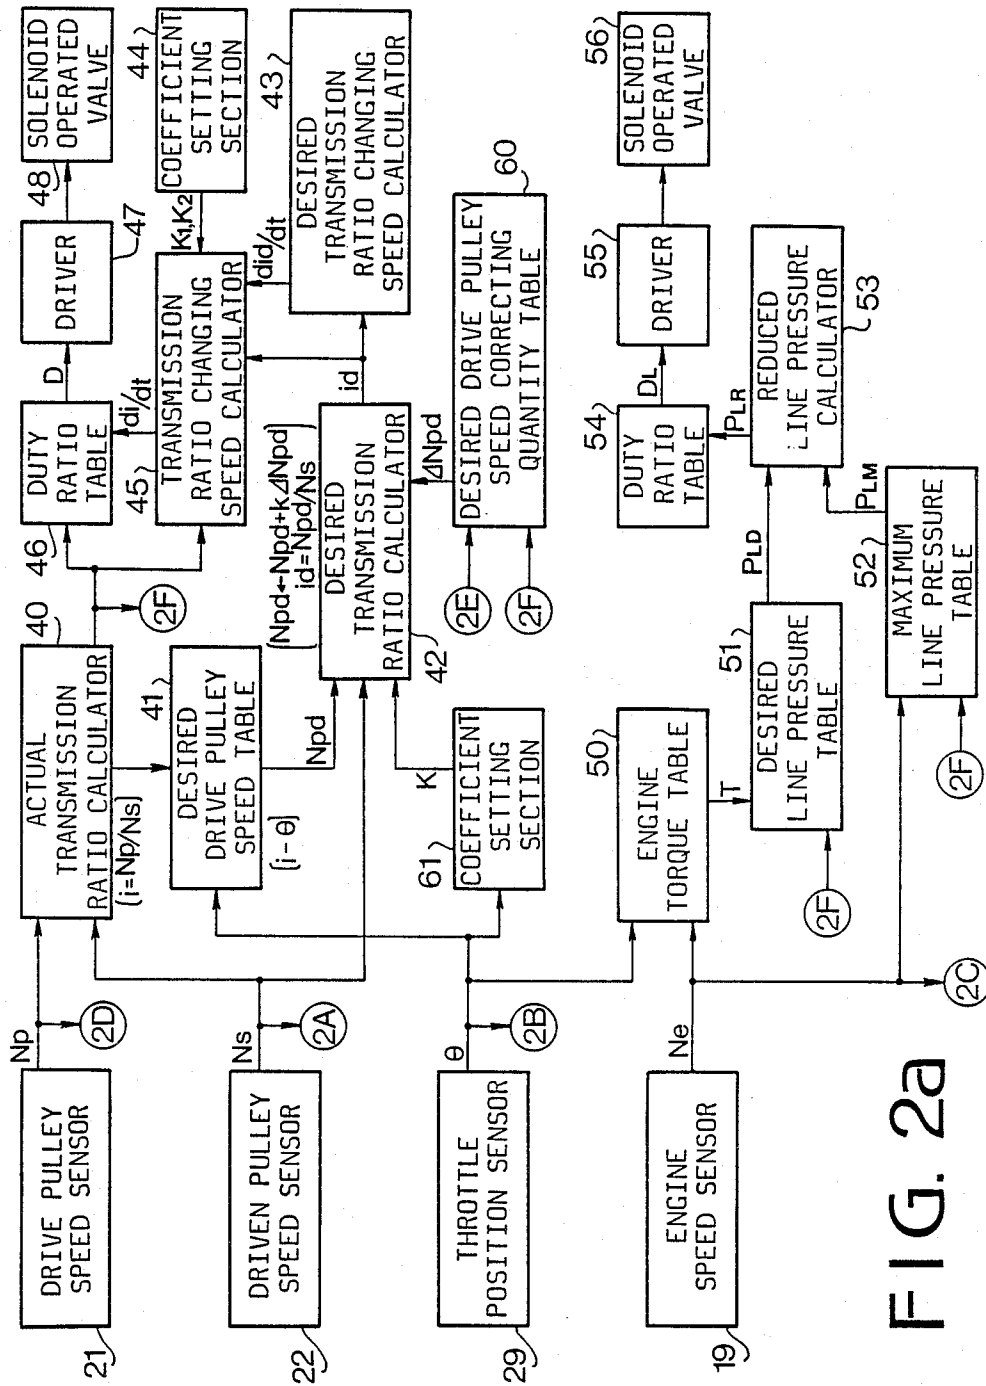 DRIVE PULLEY
SPEED SENSOR
21
Np
2D
ACTUAL
TRANSMISSION
RATIO CALCULATOR
(i=Np/Ns)
40
2F
DUTY
RATIO
TABLE
46
D
DRIVER
47
SOLENOID
OPERATED
VALVE
48
DRIVEN PULLEY
SPEED SENSOR
22
Ns
2A
DESIRED
DRIVE PULLEY
SPEED TABLE
(i-θ)
41
Npd
di/dt
TRANSMISSION
RATIO CHANGING
SPEED CALCULATOR
45
K1,K2
COEFFICIENT
SETTING
SECTION
44
(Npd←Npd+KΔNpd
id=Npd/Ns)
DESIRED
TRANSMISSION
RATIO CALCULATOR
42
id
did/dt
DESIRED
TRANSMISSION
RATIO CHANGING
SPEED CALCULATOR
43
THROTTLE
POSITION SENSOR
29
θ
2B
COEFFICIENT
SETTING
SECTION
61
K
2E
2F
ΔNpd
DESIRED DRIVE PULLEY
SPEED CORRECTING
QUANTITY TABLE
60
ENGINE
SPEED SENSOR
19
Ne
2C
ENGINE
TORQUE TABLE
50
T
DESIRED
LINE PRESSURE
TABLE
51
2F
PLD
DUTY
RATIO
TABLE
54
DL
DRIVER
55
SOLENOID
OPERATED
VALVE
56
PLR
REDUCED
LINE PRESSURE
CALCULATOR
53
MAXIMUM
LINE PRESSURE
TABLE
52
PLM
2F
FIG. 2a